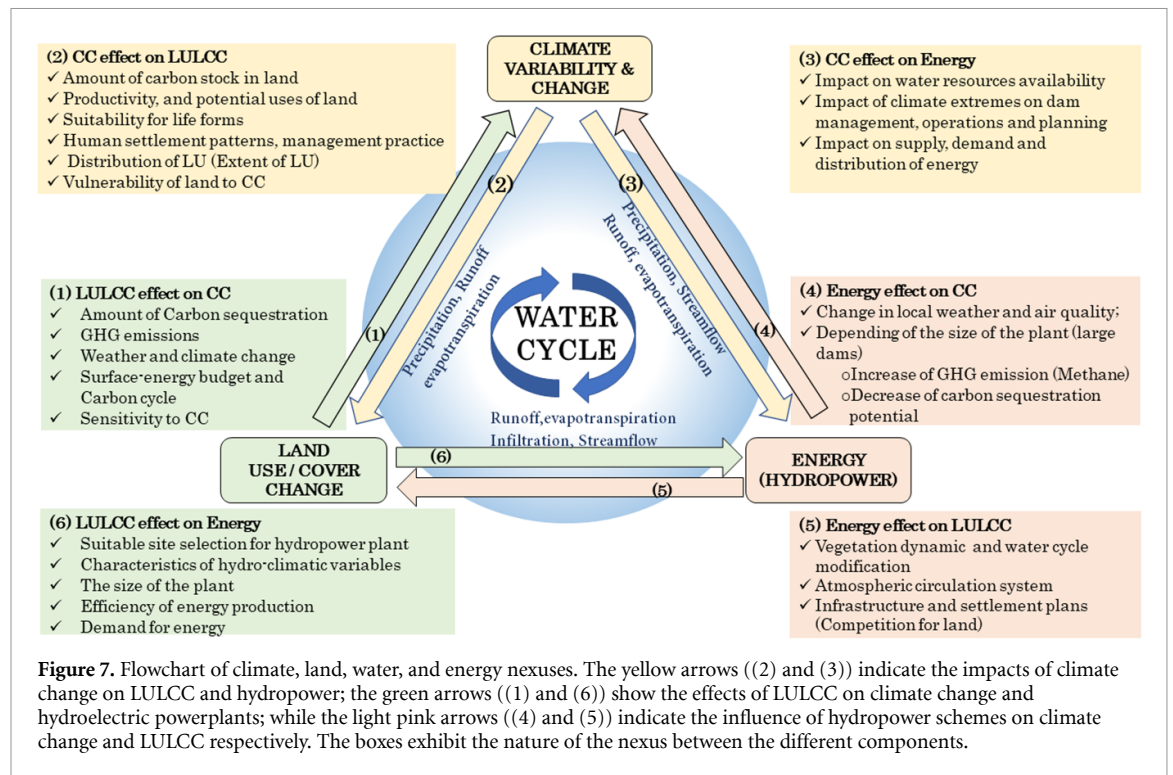 (2) CC effect on LULCC
✓ Amount of carbon stock in land
✓ Productivity, and potential uses of land
✓ Suitability for life forms
✓ Human settlement patterns, management practice
✓ Distribution of LU (Extent of LU)
✓ Vulnerability of land to CC
CLIMATE
VARIABILITY &
CHANGE
(3) CC effect on Energy
✓ Impact on water resources availability
✓ Impact of climate extremes on dam
management, operations and planning
✓ Impact on supply, demand and
distribution of energy
(2)
(3)
(1) LULCC effect on CC
✓ Amount of Carbon sequestration
✓ GHG emissions
✓ Weather and climate change
✓ Surface-energy budget and
Carbon cycle
✓ Sensitivity to CC
(1)
Precipitation, Runoff
evapotranspiration
WATER
CYCLE
Precipitation, Streamflow
Runoff, evapotranspiration
(4)
(4) Energy effect on CC
✓ Change in local weather and air quality;
✓ Depending of the size of the plant (large
dams)
oIncrease of GHG emission (Methane)
oDecrease of carbon sequestration
potential
Runoff,evapotranspiration
Infiltration, Streamflow
LAND
USE / COVER
CHANGE
(6)
(5)
ENERGY
(HYDROPOWER)
(6) LULCC effect on Energy
✓ Suitable site selection for hydropower plant
✓ Characteristics of hydro-climatic variables
✓ The size of the plant
✓ Efficiency of energy production
✓ Demand for energy
(5) Energy effect on LULCC
✓ Vegetation dynamic and water cycle
modification
✓ Atmospheric circulation system
✓ Infrastructure and settlement plans
(Competition for land)
Figure 7. Flowchart of climate, land, water, and energy nexuses. The yellow arrows ((2) and (3)) indicate the impacts of climate
change on LULCC and hydropower; the green arrows ((1) and (6)) show the effects of LULCC on climate change and
hydroelectric powerplants; while the light pink arrows ((4) and (5)) indicate the influence of hydropower schemes on climate
change and LULCC respectively. The boxes exhibit the nature of the nexus between the different components.